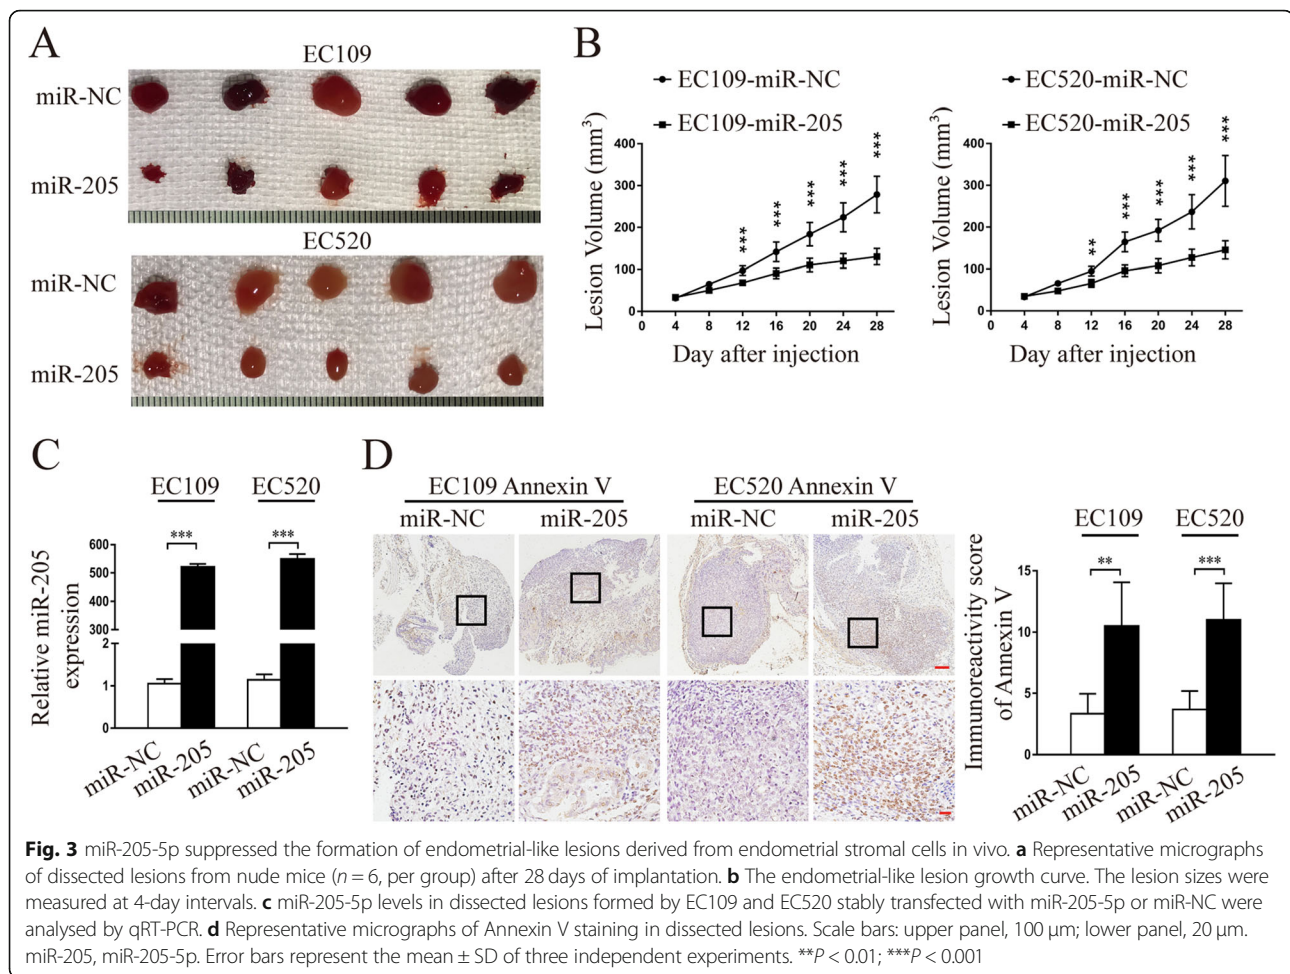 A
EC109
miR-NC
miR-205
EC520
miR-NC
miR-205
B
EC109-miR-NC
EC109-miR-205
Lesion Volume (mm³)
400
300
200
100
0
0 4 8 12 16 20 24 28
*** *** *** *** ***
Day after injection
EC520-miR-NC
EC520-miR-205
Lesion Volume (mm³)
400
300
200
100
0
0 4 8 12 16 20 24 28
** *** *** *** ***
Day after injection
C
EC109 EC520
*** ***
Relative miR-205
expression
600
500
400
300
2
1
0
miR-NC miR-205 miR-NC miR-205
D
EC109 Annexin V EC520 Annexin V
miR-NC miR-205 miR-NC miR-205
EC109 EC520
** ***
Immunoreactivity score
of Annexin V
15
10
5
0
miR-NC miR-205 miR-NC miR-205
Fig. 3 miR-205-5p suppressed the formation of endometrial-like lesions derived from endometrial stromal cells in vivo. a Representative micrographs
of dissected lesions from nude mice (n = 6, per group) after 28 days of implantation. b The endometrial-like lesion growth curve. The lesion sizes were
measured at 4-day intervals. c miR-205-5p levels in dissected lesions formed by EC109 and EC520 stably transfected with miR-205-5p or miR-NC were
analysed by qRT-PCR. d Representative micrographs of Annexin V staining in dissected lesions. Scale bars: upper panel, 100 μm; lower panel, 20 μm.
miR-205, miR-205-5p. Error bars represent the mean ± SD of three independent experiments. **P < 0.01; ***P < 0.001